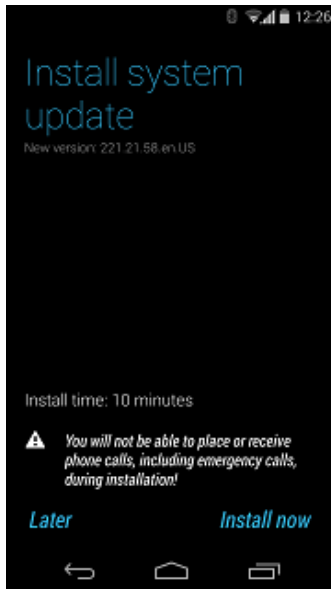 12:26
Install system
update
New version: 221.21.58.en.US
Install time: 10 minutes
You will not be able to place or receive
phone calls, including emergency calls,
during installation!
Later Install now